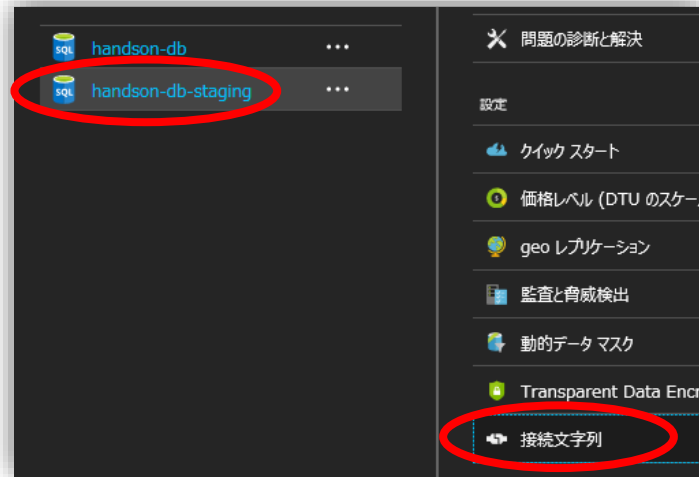 SQL handson-db ...
SQL handson-db-staging ...
問題の診断と解決
設定
クイック スタート
価格レベル (DTU のスケー
geo レプリケーション
監査と脅威検出
動的データ マスク
Transparent Data Encr
接続文字列